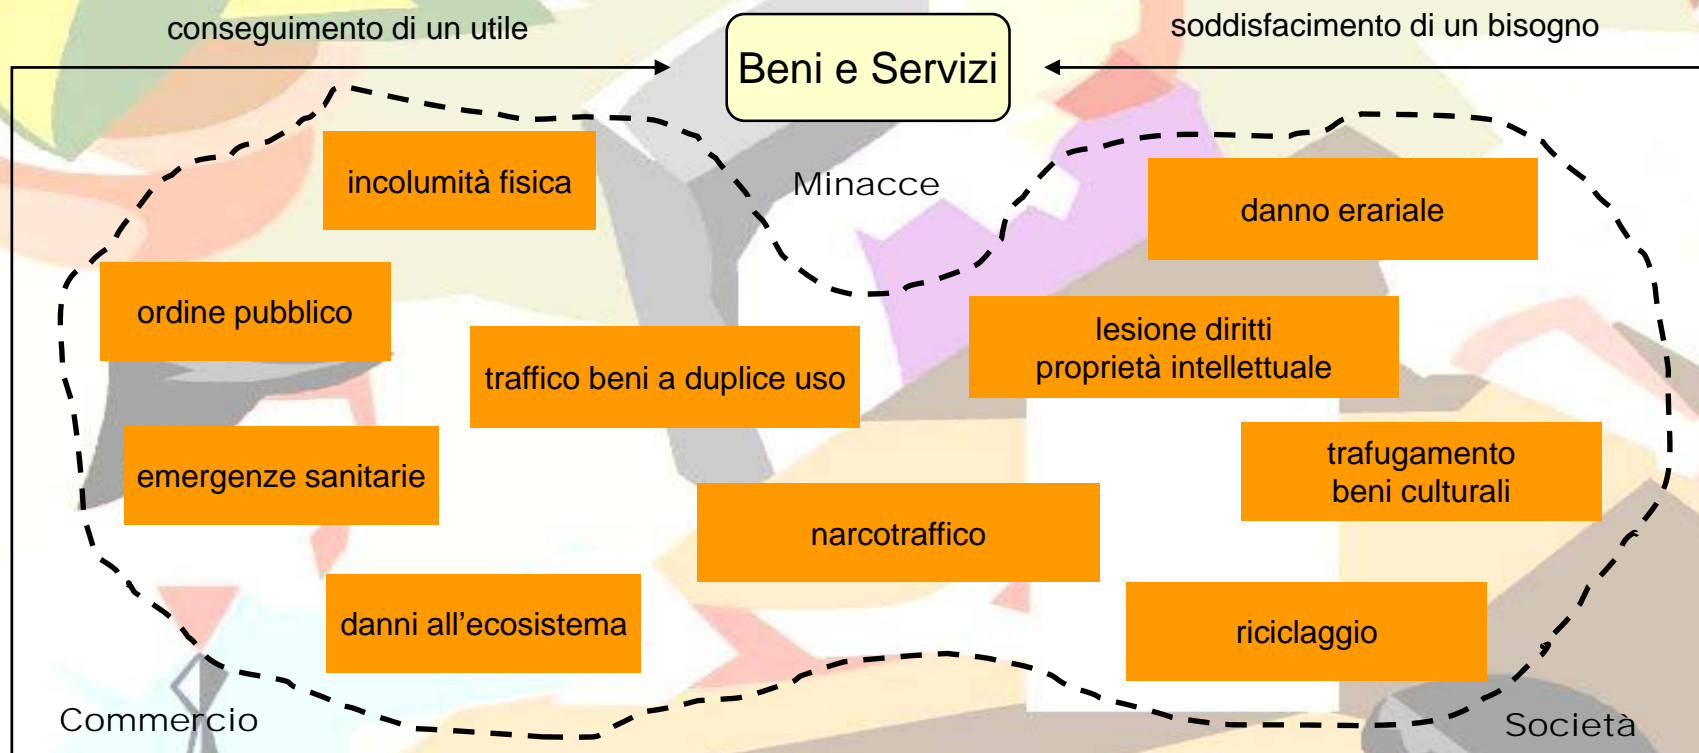 conseguimento di un utile
Beni e Servizi
soddisfacimento di un bisogno
incolumità fisica
Minacce
danno erariale
ordine pubblico
traffico beni a duplice uso
lesione diritti
proprietà intellettuale
emergenze sanitarie
trafugamento
beni culturali
narcotraffico
danni all’ecosistema
riciclaggio
Commercio
Società